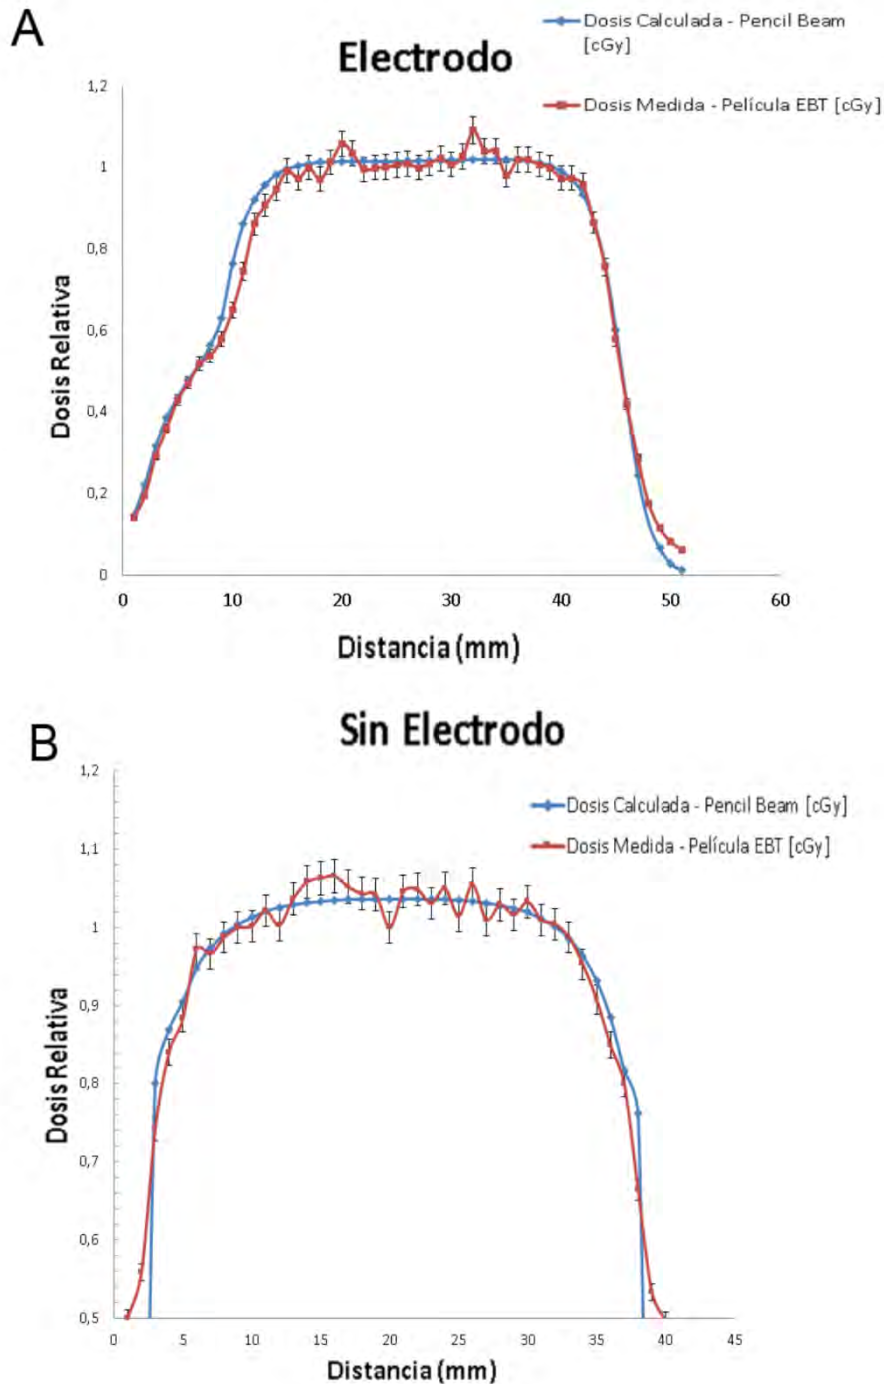 A
Electrodo
Dosis Calculada - Pencil Beam
[cGy]
Dosis Medida - Película EBT [cGy]
1,2
1
0,8
0,6
0,4
0,2
0
Dosis Relativa
0 10 20 30 40 50 60
Distancia (mm)
B
Sin Electrodo
Dosis Calculada - Pencil Beam [cGy]
Dosis Medida - Película EBT [cGy]
1,2
1,1
1
0,9
0,8
0,7
0,6
0,5
Dosis Relativa
0 5 10 15 20 25 30 35 40 45
Distancia (mm)